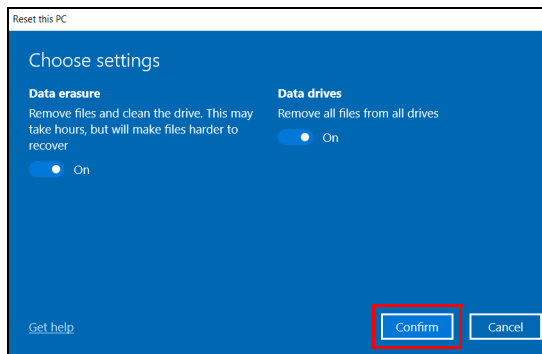 Reset this PC
Choose settings
Data erasure
Remove files and clean the drive. This may
take hours, but will make files harder to
recover
On
Data drives
Remove all files from all drives
On
Get help
Confirm
Cancel